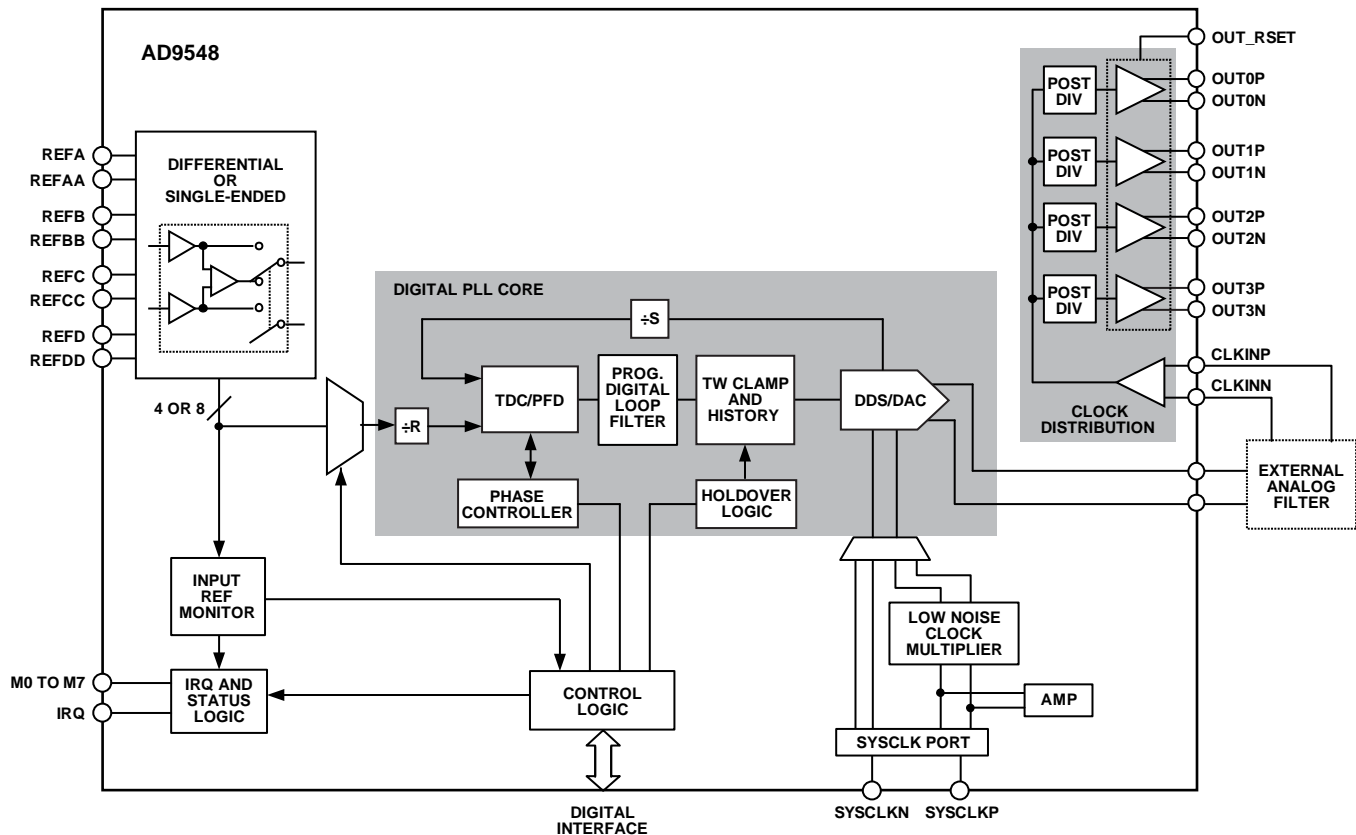 AD9548
OUT_RSET
POST
DIV
OUT0P
OUT0N
POST
DIV
OUT1P
OUT1N
POST
DIV
OUT2P
OUT2N
POST
DIV
OUT3P
OUT3N
CLKINP
CLKINN
CLOCK
DISTRIBUTION
EXTERNAL
ANALOG
FILTER
REFA
REFAA
REFB
REFBB
REFC
REFCC
REFD
REFDD
DIFFERENTIAL
OR
SINGLE-ENDED
4 OR 8
DIGITAL PLL CORE
÷S
÷R
TDC/PFD
PROG.
DIGITAL
LOOP
FILTER
TW CLAMP
AND
HISTORY
DDS/DAC
PHASE
CONTROLLER
HOLDOVER
LOGIC
INPUT
REF
MONITOR
LOW NOISE
CLOCK
MULTIPLIER
M0 TO M7
IRQ
IRQ AND
STATUS
LOGIC
CONTROL
LOGIC
AMP
SYSCLK PORT
DIGITAL
INTERFACE
SYSCLKN
SYSCLKP